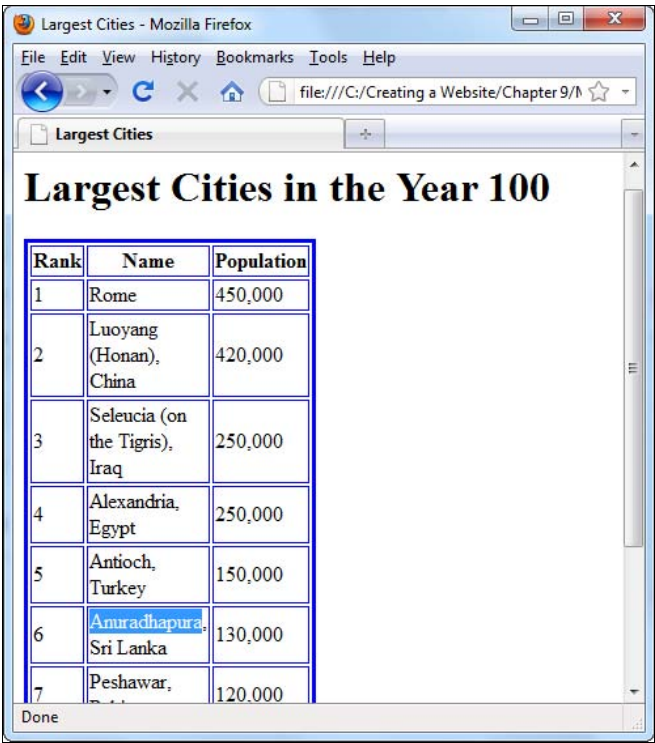 Largest Cities - Mozilla Firefox
File Edit View History Bookmarks Tools Help
file:///C:/Creating a Website/Chapter 9/
Largest Cities
Largest Cities in the Year 100
Rank Name Population
1 Rome 450,000
2 Luoyang (Honan), China 420,000
3 Seleucia (on the Tigris), Iraq 250,000
4 Alexandria, Egypt 250,000
5 Antioch, Turkey 150,000
6 Anuradhapura, Sri Lanka 130,000
7 Peshawar, 120,000
Done